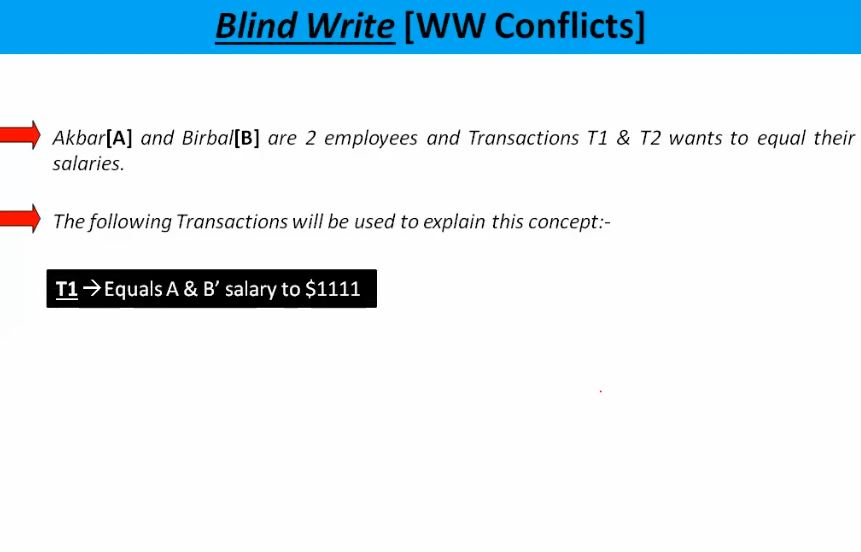 Blind Write [WW Conflicts]
Akbar[A] and Birbal[B] are 2 employees and Transactions T1 & T2 wants to equal their
salaries.
The following Transactions will be used to explain this concept:-
T1 → Equals A & B' salary to $1111